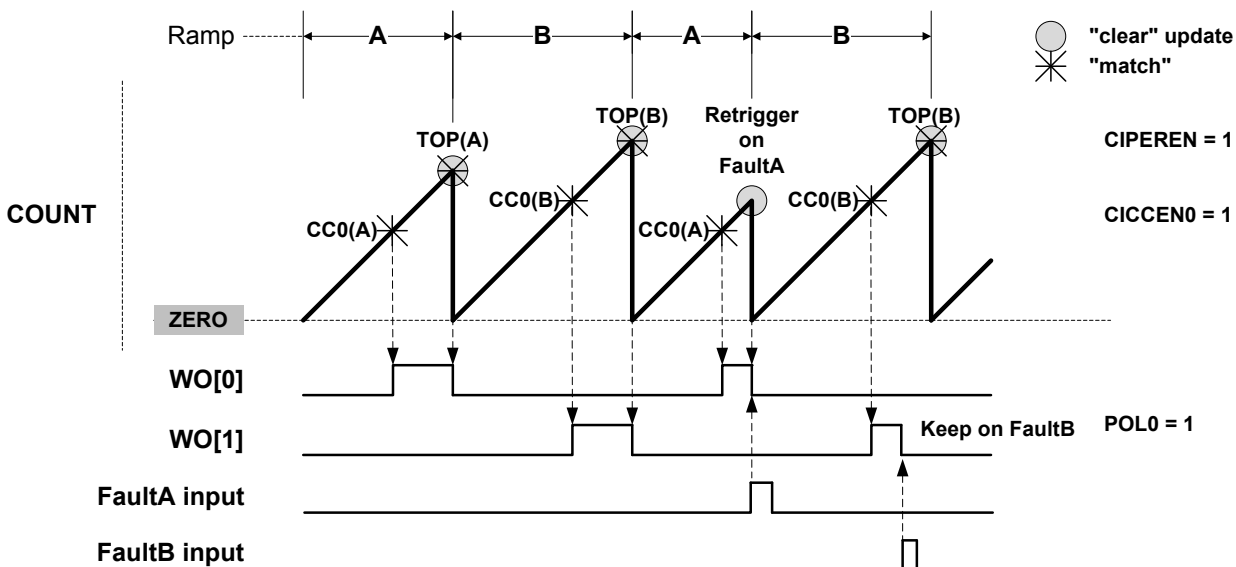 Ramp A B A B
"clear" update
"match"
TOP(A)
TOP(B)
Retrigger
on
FaultA
TOP(B)
CIPEREN = 1
COUNT
CC0(A)
CC0(B)
CC0(A)
CC0(B)
CICCEN0 = 1
ZERO
WO[0]
WO[1]
Keep on FaultB
POL0 = 1
FaultA input
FaultB input